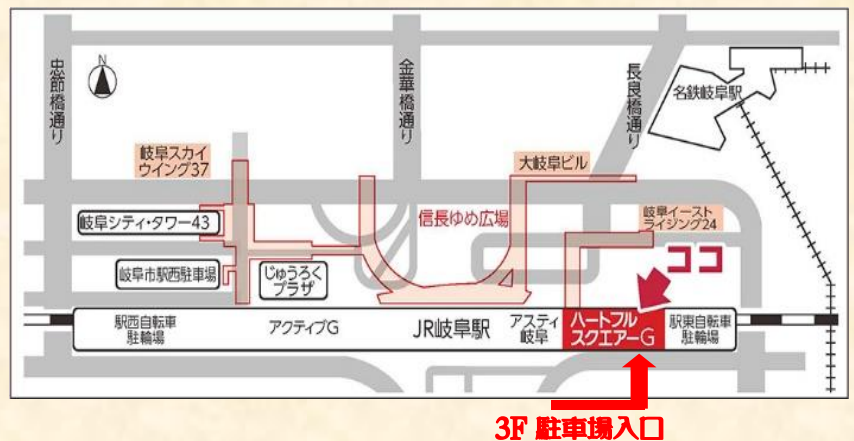 忠節橋通り
N
金華橋通り
長良橋通り
名鉄岐阜駅
岐阜スカイ
ウイング37
大岐阜ビル
岐阜シティ・タワー43
信長ゆめ広場
岐阜イースト
ライジング24
岐阜市駅西駐車場
じゅうろく
プラザ
ココ
駅西自転車
駐輪場
アクティブG
JR岐阜駅
アスティ
岐阜
ハートフル
スクエアーG
駅東自転車
駐輪場
3F 駐車場入口